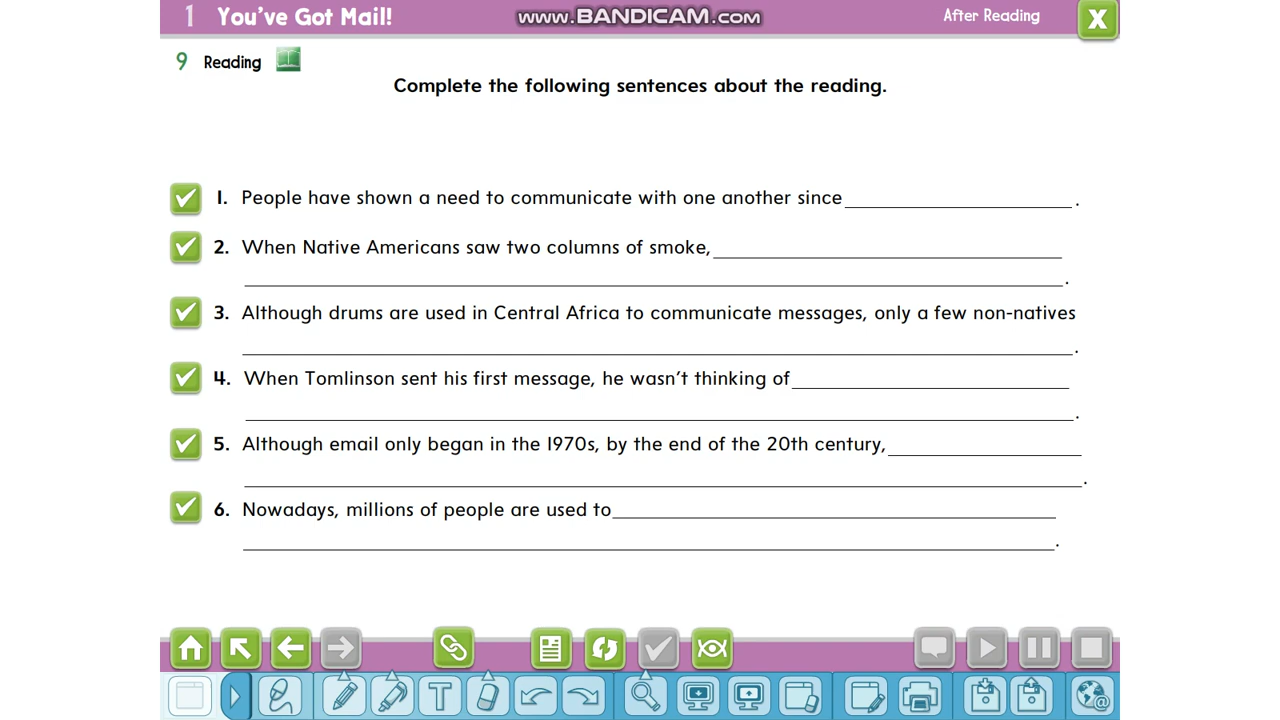 1 You've Got Mail! www.BANDICAM.com After Reading X
9 Reading
Complete the following sentences about the reading.
1. People have shown a need to communicate with one another since .
2. When Native Americans saw two columns of smoke,
.
3. Although drums are used in Central Africa to communicate messages, only a few non-natives
.
4. When Tomlinson sent his first message, he wasn't thinking of
.
5. Although email only began in the 1970s, by the end of the 20th century,
.
6. Nowadays, millions of people are used to
.
T
@